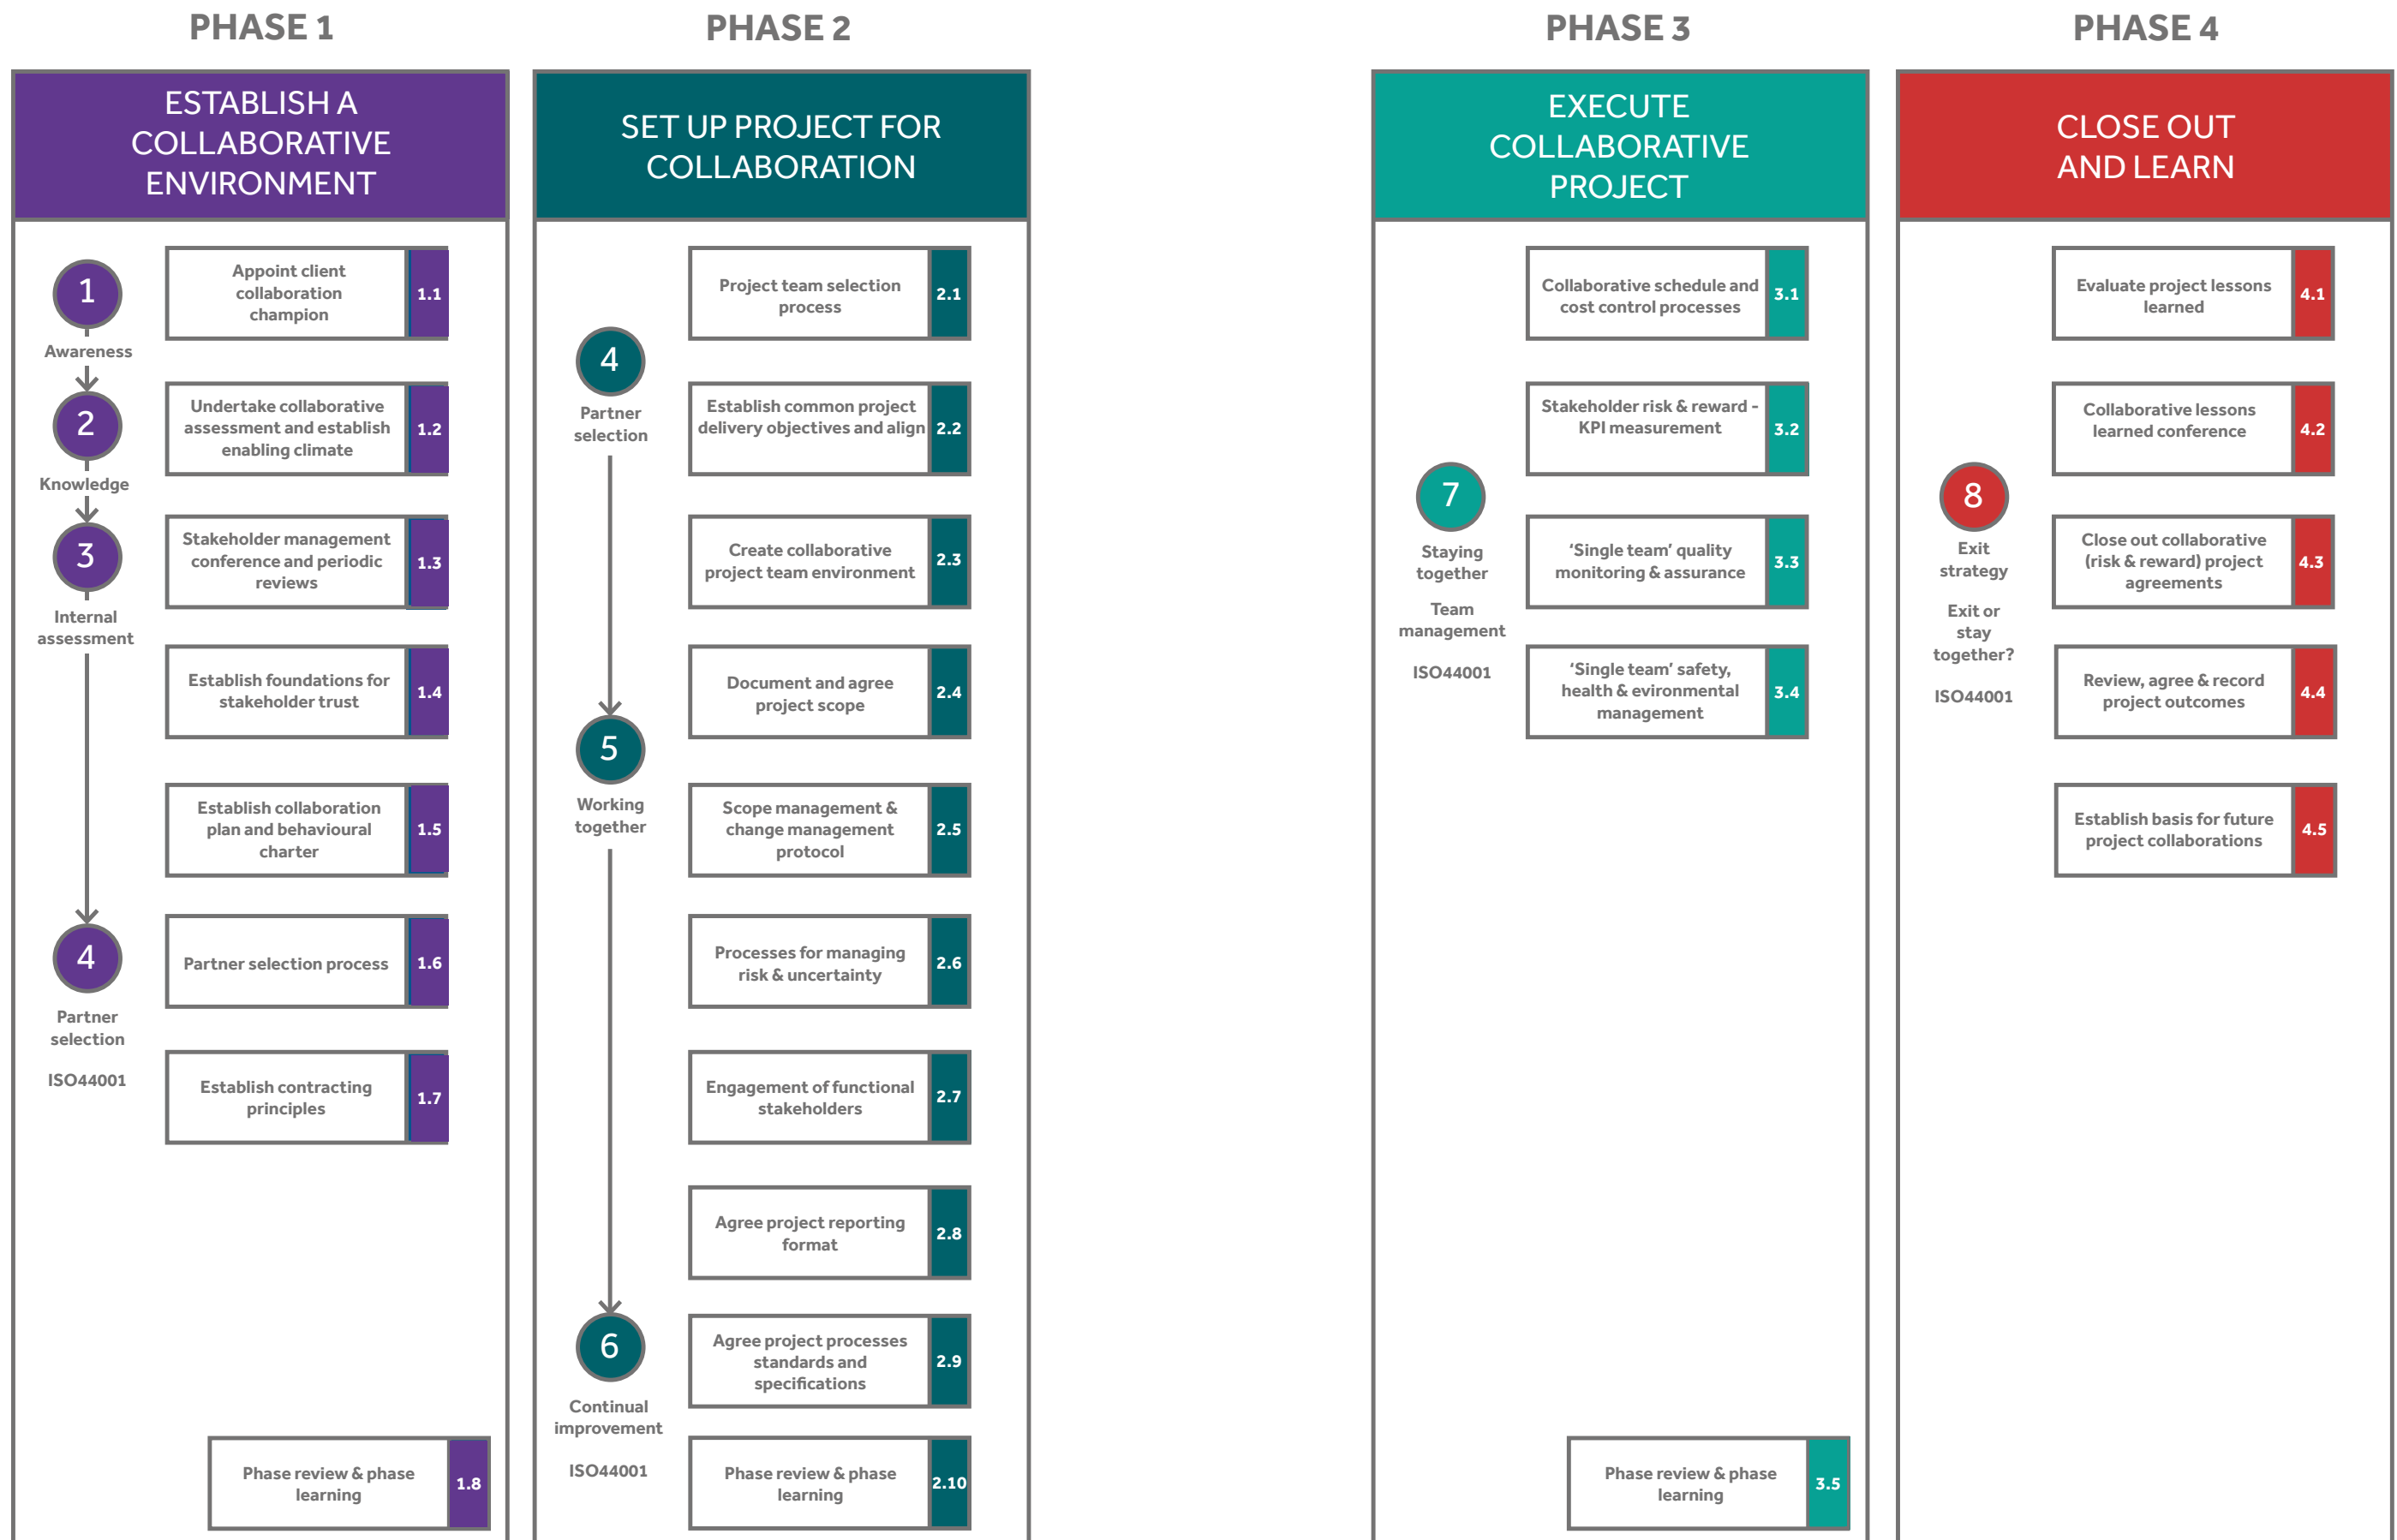 PHASE 1
ESTABLISH A
COLLABORATIVE
ENVIRONMENT
1
Awareness
2
Knowledge
3
Internal
assessment
4
Partner
selection
ISO44001
Appoint client
collaboration
champion
1.1
Undertake collaborative
assessment and establish
enabling climate
1.2
Stakeholder management
conference and periodic
reviews
1.3
Establish foundations for
stakeholder trust
1.4
Establish collaboration
plan and behavioural
charter
1.5
Partner selection process
1.6
Establish contracting
principles
1.7
Phase review & phase
learning
1.8
PHASE 2
SET UP PROJECT FOR
COLLABORATION
4
Partner
selection
5
Working
together
6
Continual
improvement
ISO44001
Project team selection
process
2.1
Establish common project
delivery objectives and align
2.2
Create collaborative
project team environment
2.3
Document and agree
project scope
2.4
Scope management &
change management
protocol
2.5
Processes for managing
risk & uncertainty
2.6
Engagement of functional
stakeholders
2.7
Agree project reporting
format
2.8
Agree project processes
standards and
specifications
2.9
Phase review & phase
learning
2.10
PHASE 3
EXECUTE
COLLABORATIVE
PROJECT
7
Staying
together
Team
management
ISO44001
Collaborative schedule and
cost control processes
3.1
Stakeholder risk & reward -
KPI measurement
3.2
‘Single team’ quality
monitoring & assurance
3.3
‘Single team’ safety,
health & evironmental
management
3.4
Phase review & phase
learning
3.5
PHASE 4
CLOSE OUT
AND LEARN
8
Exit
strategy
Exit or
stay
together?
ISO44001
Evaluate project lessons
learned
4.1
Collaborative lessons
learned conference
4.2
Close out collaborative
(risk & reward) project
agreements
4.3
Review, agree & record
project outcomes
4.4
Establish basis for future
project collaborations
4.5